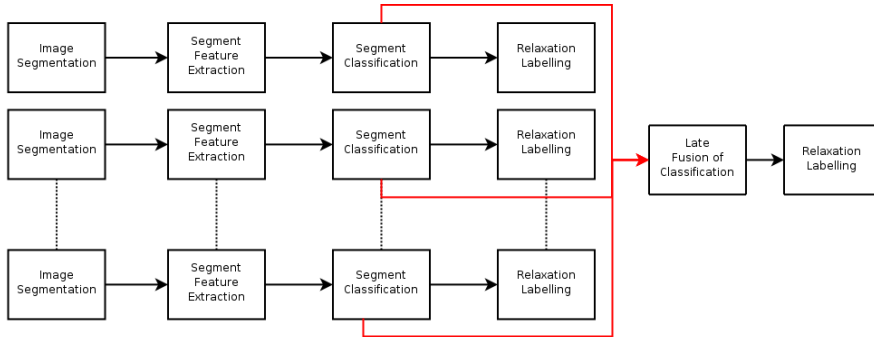 Image
Segmentation
Segment
Feature
Extraction
Segment
Classification
Relaxation
Labelling
Image
Segmentation
Segment
Feature
Extraction
Segment
Classification
Relaxation
Labelling
Late
Fusion of
Classification
Relaxation
Labelling
Image
Segmentation
Segment
Feature
Extraction
Segment
Classification
Relaxation
Labelling